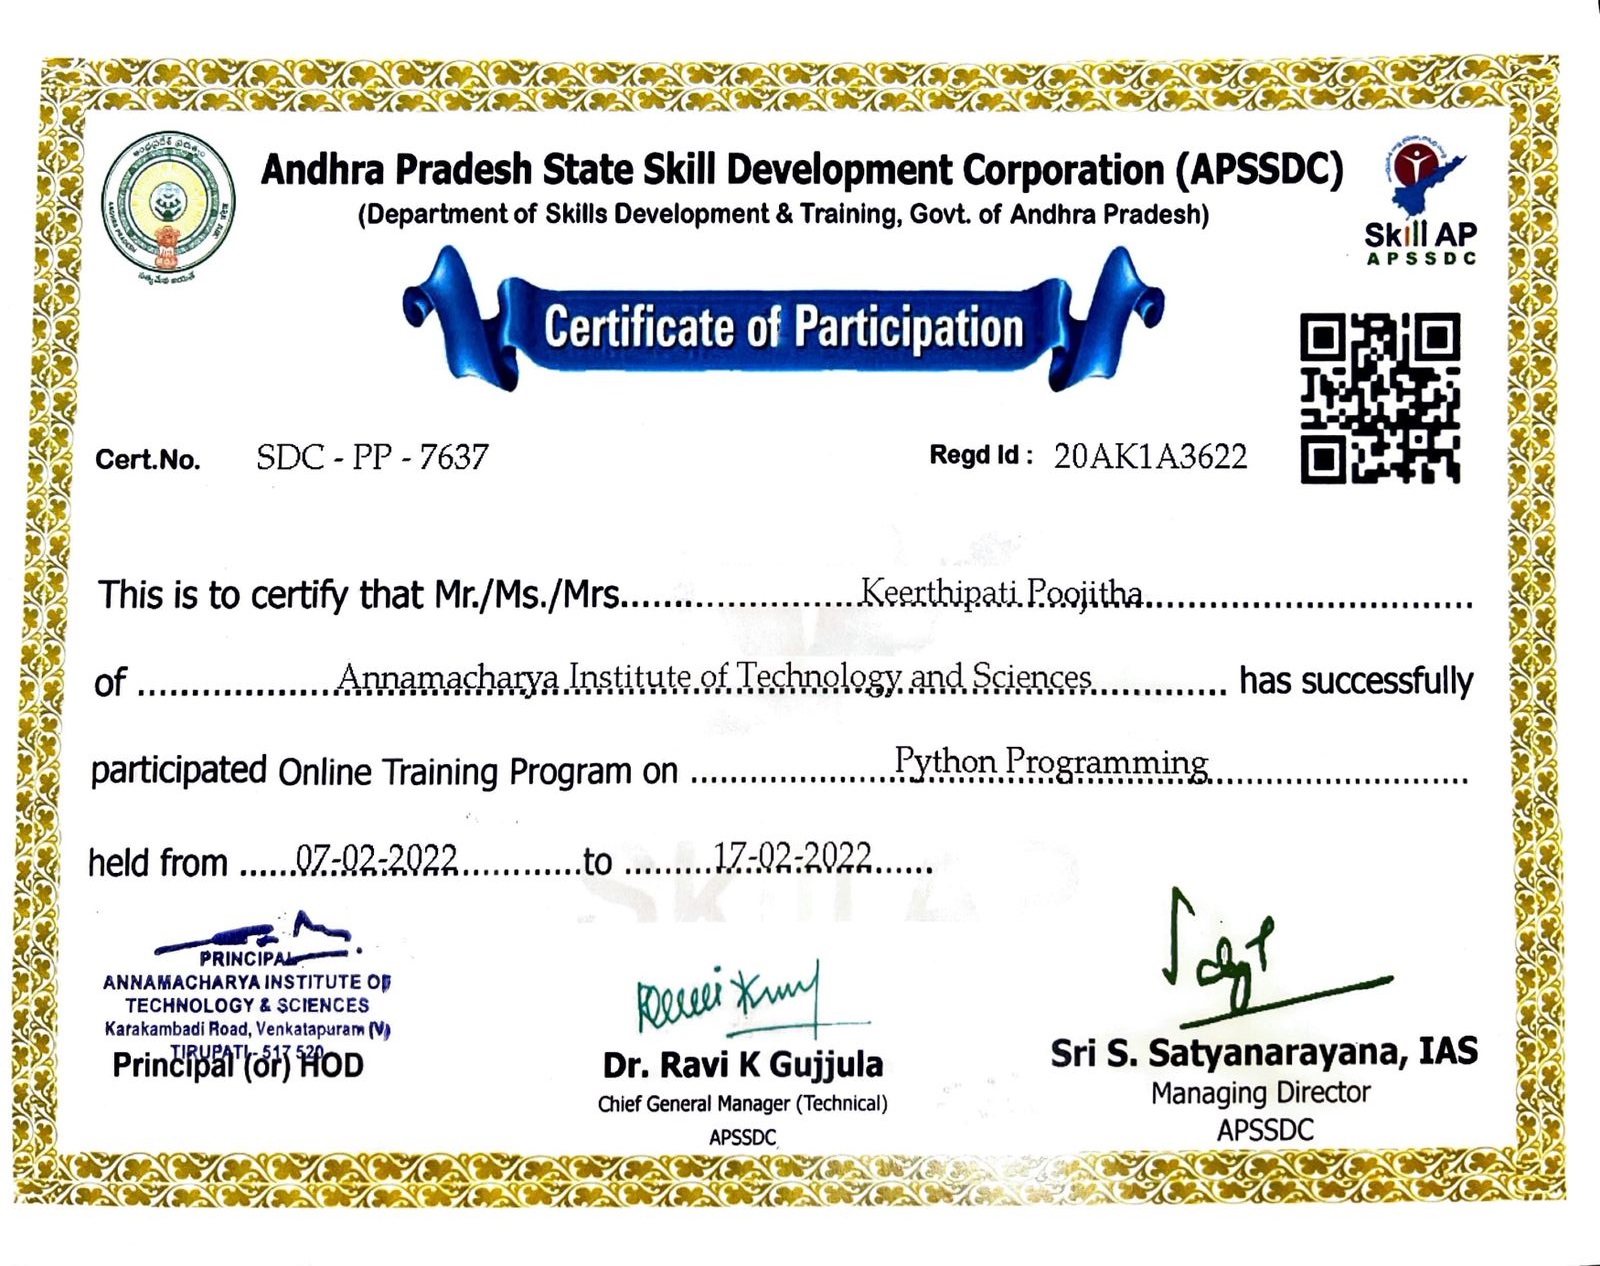 Andhra Pradesh State Skill Development Corporation (APSSDC)
(Department of Skills Development & Training, Govt. of Andhra Pradesh)
Skill AP
APSSDC
Certificate of Participation
Cert.No. SDC - PP - 7637
Regd Id : 20AK1A3622
This is to certify that Mr./Ms./Mrs. Keerthipati Poojitha
of Annamacharya Institute of Technology and Sciences has successfully
participated Online Training Program on Python Programming
held from 07-02-2022 to 17-02-2022
PRINCIPAL
ANNAMACHARYA INSTITUTE OF
TECHNOLOGY & SCIENCES
Karakambadi Road, Venkatapuram (V)
TIRUPATI - 517 520
Principal (or) HOD
Dr. Ravi K Gujjula
Chief General Manager (Technical)
APSSDC
Sri S. Satyanarayana, IAS
Managing Director
APSSDC